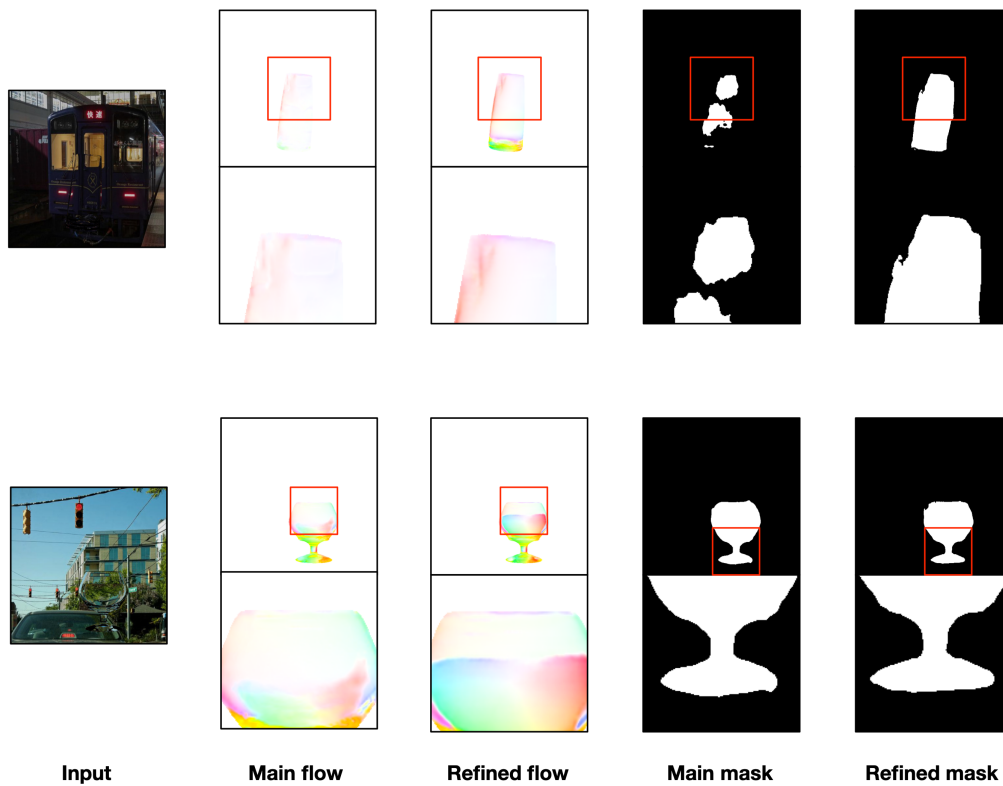 快速
Input
Main flow
Refined flow
Main mask
Refined mask